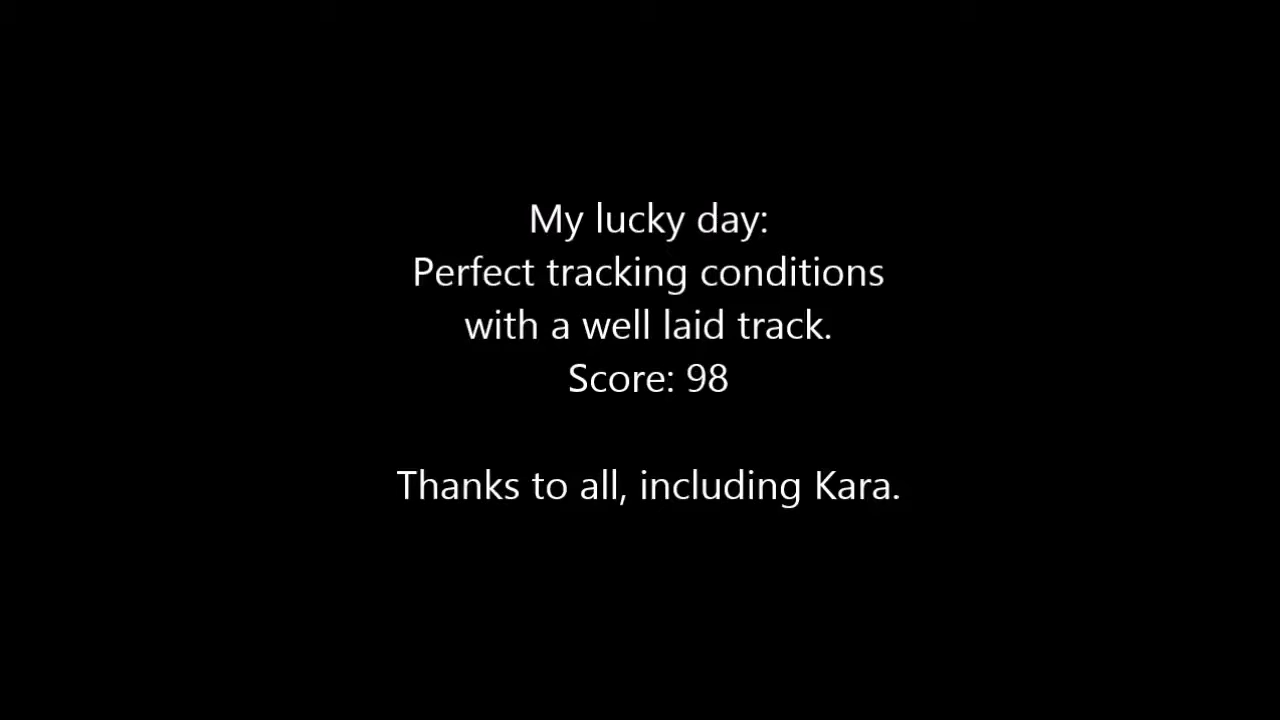 My lucky day:
Perfect tracking conditions
with a well laid track.
Score: 98
Thanks to all, including Kara.